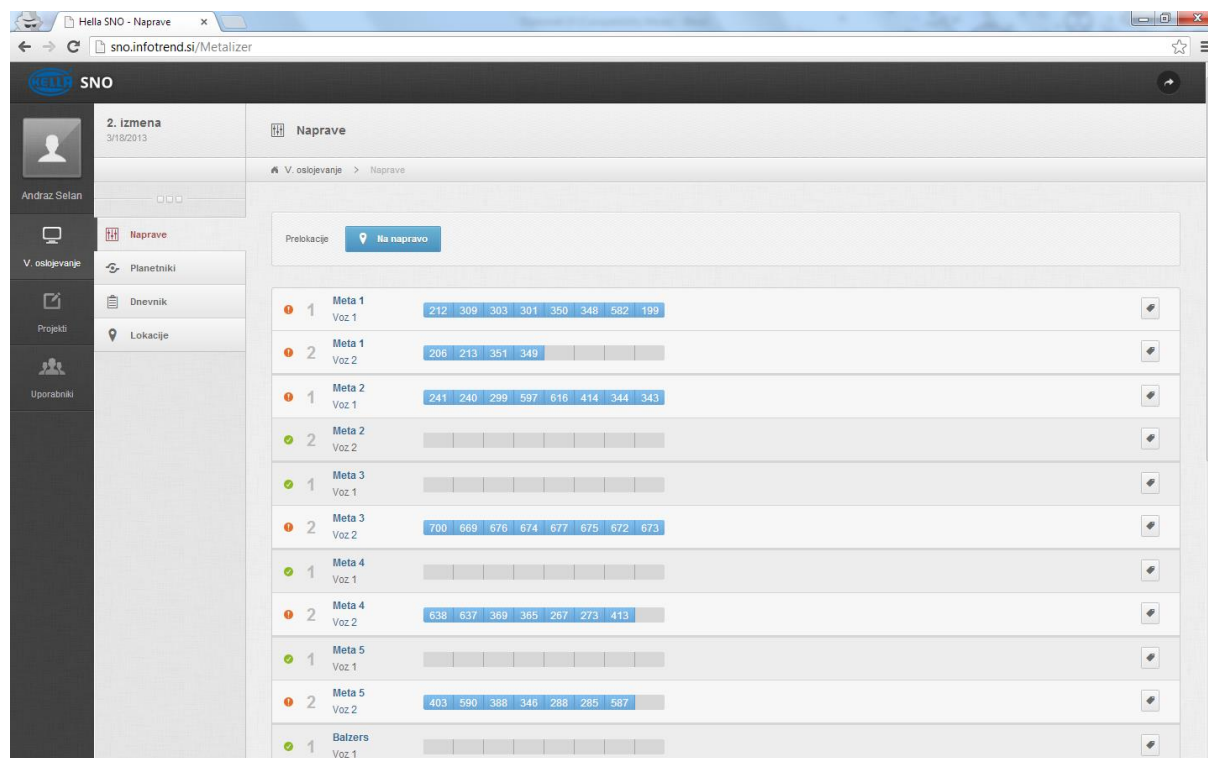 Hella SNO - Naprave
sno.infotrend.si/Metalizer
HELLA SNO
Andraz Selan
V. oslojevanje
Projekti
Uporabniki
2. izmena
3/18/2013
Naprave
Planetniki
Dnevnik
Lokacije
Naprave
V. oslojevanje > Naprave
Prelokacije Na napravo
1 Meta 1 212 309 303 301 350 348 582 199
Voz 1
2 Meta 1 206 213 351 349
Voz 2
1 Meta 2 241 240 299 597 616 414 344 343
Voz 1
2 Meta 2
Voz 2
1 Meta 3
Voz 1
2 Meta 3 700 669 676 674 677 675 672 673
Voz 2
1 Meta 4
Voz 1
2 Meta 4 638 637 369 365 267 273 413
Voz 2
1 Meta 5
Voz 1
2 Meta 5 403 590 388 346 288 285 587
Voz 2
1 Balzers
Voz 1